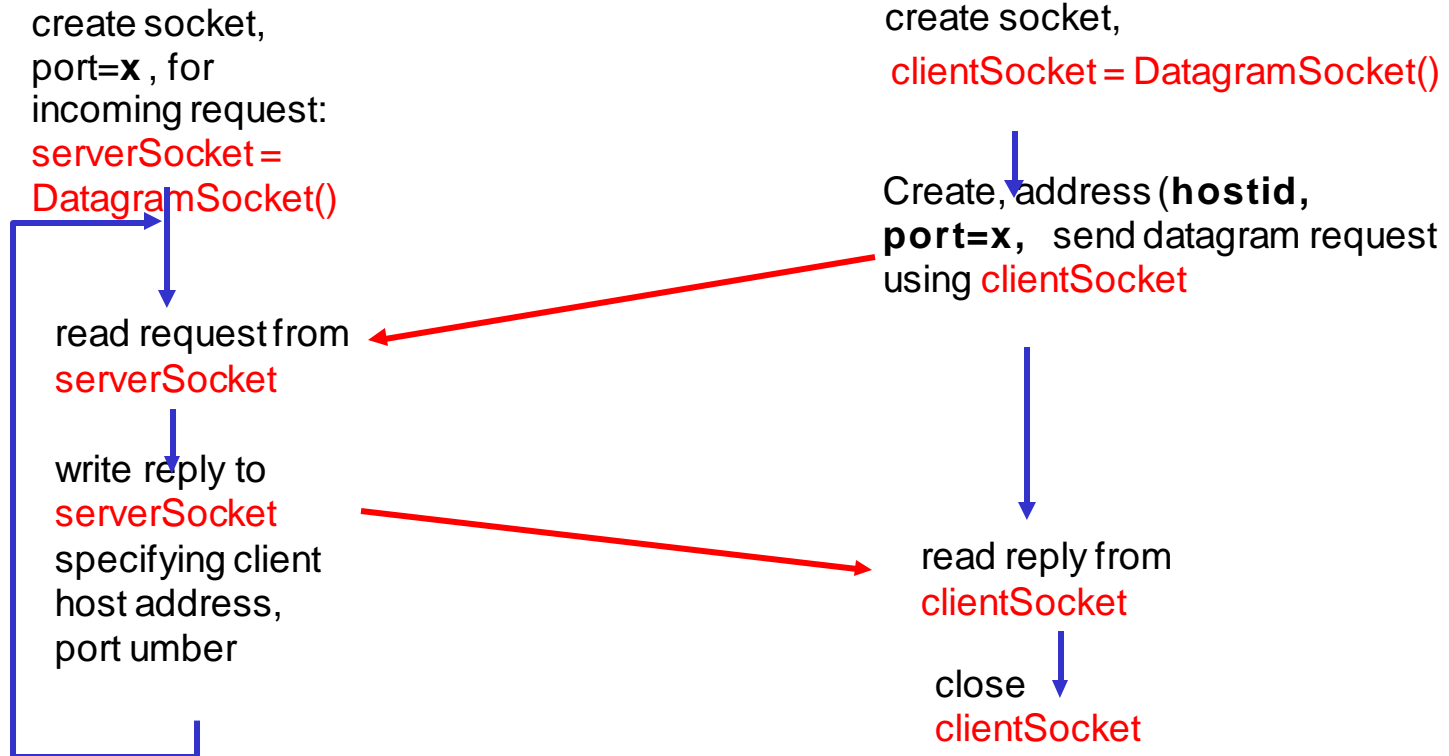 create socket,
port=x , for
incoming request:
serverSocket =
DatagramSocket()
read request from
serverSocket
write reply to
serverSocket
specifying client
host address,
port umber
create socket,
clientSocket = DatagramSocket()
Create, address (hostid,
port=x, send datagram request
using clientSocket
read reply from
clientSocket
close
clientSocket